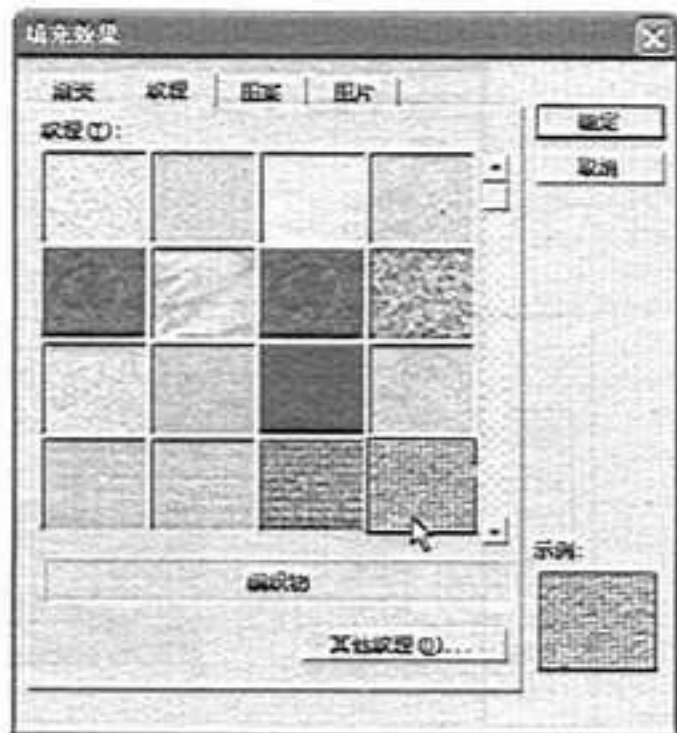 填充效果
渐变 纹理 图案 图片
纹理(T):
确定
取消
编织物
示例:
其他纹理(O)...